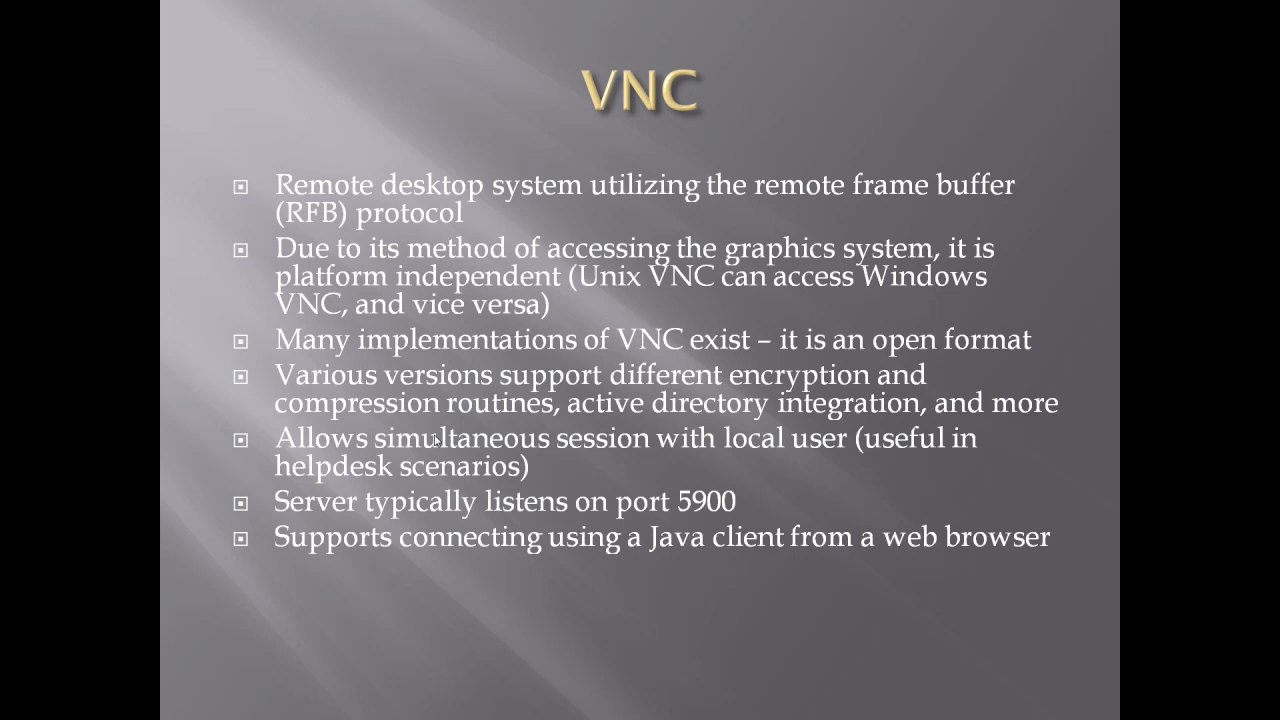 VNC
Remote desktop system utilizing the remote frame buffer
(RFB) protocol
Due to its method of accessing the graphics system, it is
platform independent (Unix VNC can access Windows
VNC, and vice versa)
Many implementations of VNC exist – it is an open format
Various versions support different encryption and
compression routines, active directory integration, and more
Allows simultaneous session with local user (useful in
helpdesk scenarios)
Server typically listens on port 5900
Supports connecting using a Java client from a web browser